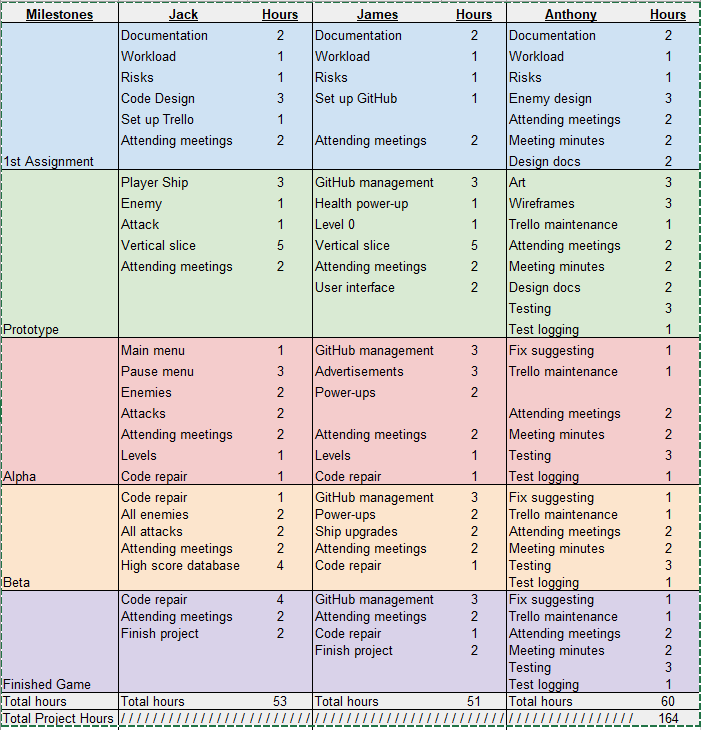 Milestones Jack Hours James Hours Anthony Hours
Documentation 2 Documentation 2 Documentation 2
Workload 1 Workload 1 Workload 1
Risks 1 Risks 1 Risks 1
Code Design 3 Set up GitHub 1 Enemy design 3
Set up Trello 1 Attending meetings 2
Attending meetings 2 Attending meetings 2 Meeting minutes 2
1st Assignment Design docs 2
Player Ship 3 GitHub management 3 Art 3
Enemy 1 Health power-up 1 Wireframes 3
Attack 1 Level 0 1 Trello maintenance 1
Vertical slice 5 Vertical slice 5 Attending meetings 2
Attending meetings 2 Attending meetings 2 Meeting minutes 2
User interface 2 Design docs 2
Testing 3
Prototype Test logging 1
Main menu 1 GitHub management 3 Fix suggesting 1
Pause menu 3 Advertisements 3 Trello maintenance 1
Enemies 2 Power-ups 2
Attacks 2 Attending meetings 2
Attending meetings 2 Attending meetings 2 Meeting minutes 2
Levels 1 Levels 1 Testing 3
Alpha Code repair 1 Code repair 1 Test logging 1
Code repair 1 GitHub management 3 Fix suggesting 1
All enemies 2 Power-ups 2 Trello maintenance 1
All attacks 2 Ship upgrades 2 Attending meetings 2
Attending meetings 2 Attending meetings 2 Meeting minutes 2
High score database 4 Code repair 1 Testing 3
Beta Test logging 1
Code repair 4 GitHub management 3 Fix suggesting 1
Attending meetings 2 Attending meetings 2 Trello maintenance 1
Finish project 2 Code repair 1 Attending meetings 2
Finish project 2 Meeting minutes 2
Testing 3
Finished Game Test logging 1
Total hours Total hours 53 Total hours 51 Total hours 60
Total Project Hours / / / / / / / / / / / / / / / / / / / / / / / / / / / / / / / / / / / / / / / / / / / / / / / / / / / / / / / / / / / / / / 164